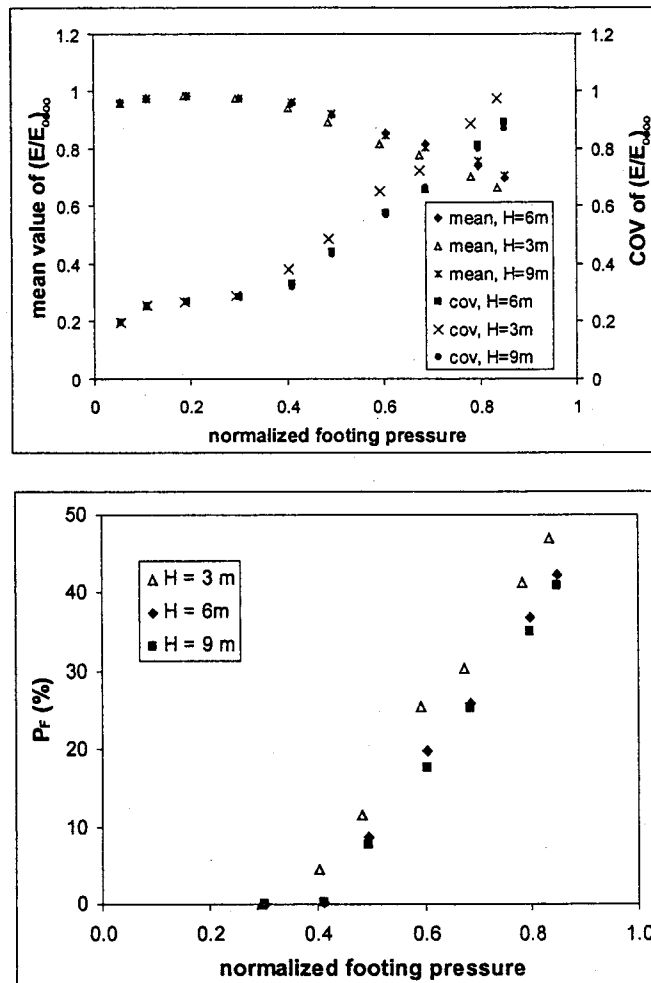 1.2
1
0.8
0.6
0.4
0.2
0
mean value of (E/E
1.2
1
0.8
0.6
0.4
0.2
0
COV of (E/E
mean, H=6m
mean, H=3m
mean, H=9m
cov, H=6m
cov, H=3m
cov, H=9m
0 0.2 0.4 0.6 0.8 1
normalized footing pressure
50
40
30
20
10
0
PF (%)
H = 3 m
H = 6m
H = 9 m
0.0 0.2 0.4 0.6 0.8 1.0
normalized footing pressure